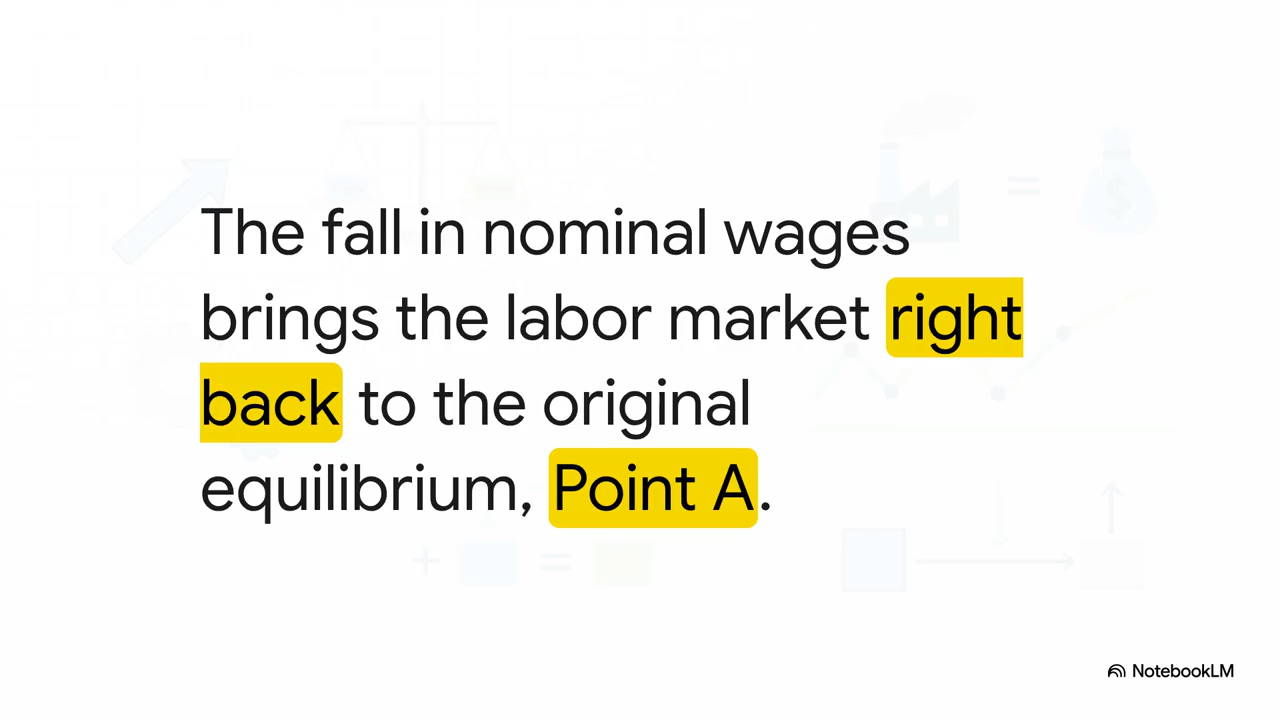 The fall in nominal wages
brings the labor market right
back to the original
equilibrium, Point A.
+ =
=
$
NotebookLM